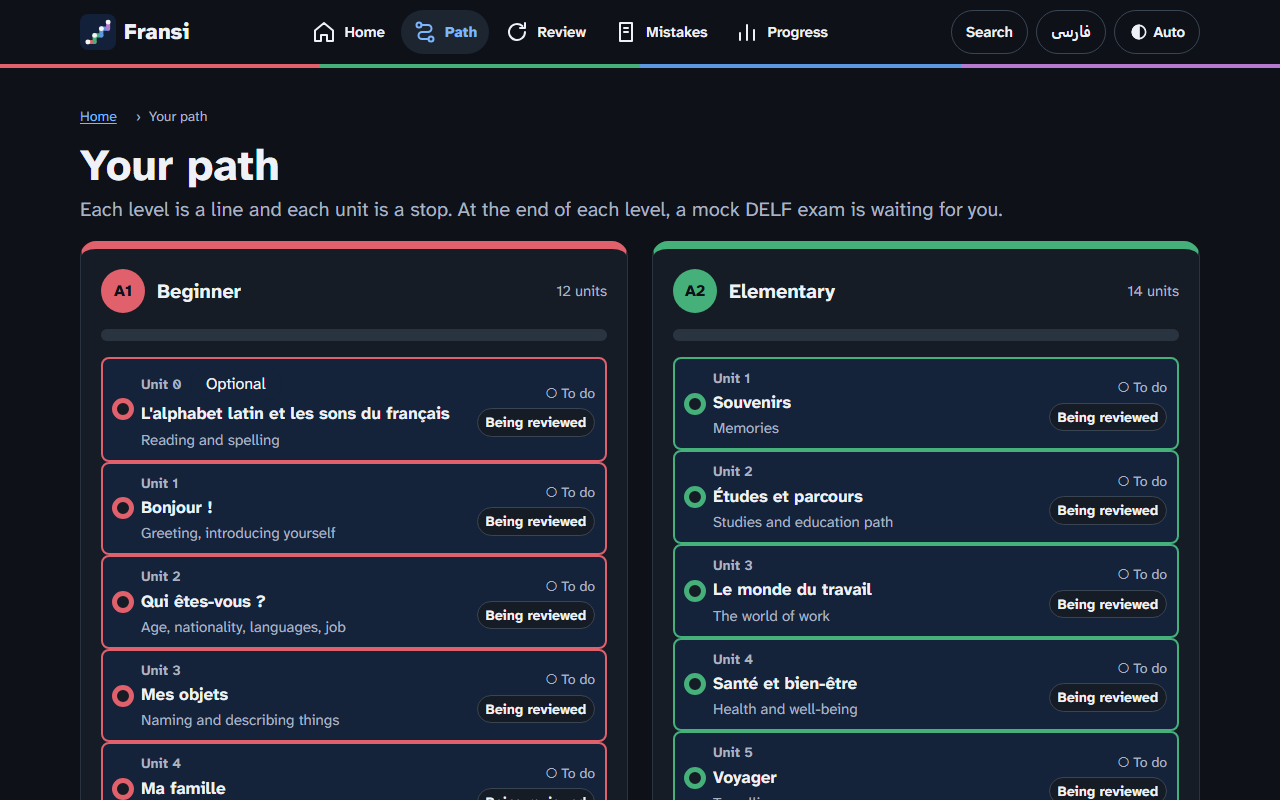 Fransi
Home
Path
Review
Mistakes
Progress
Search
فارسی
Auto
Home › Your path
Your path
Each level is a line and each unit is a stop. At the end of each level, a mock DELF exam is waiting for you.
A1 Beginner 12 units
Unit 0 Optional
L'alphabet latin et les sons du français
Reading and spelling
To do
Being reviewed
Unit 1
Bonjour !
Greeting, introducing yourself
To do
Being reviewed
Unit 2
Qui êtes-vous ?
Age, nationality, languages, job
To do
Being reviewed
Unit 3
Mes objets
Naming and describing things
To do
Being reviewed
Unit 4
Ma famille
To do
A2 Elementary 14 units
Unit 1
Souvenirs
Memories
To do
Being reviewed
Unit 2
Études et parcours
Studies and education path
To do
Being reviewed
Unit 3
Le monde du travail
The world of work
To do
Being reviewed
Unit 4
Santé et bien-être
Health and well-being
To do
Being reviewed
Unit 5
Voyager
To do
Being reviewed